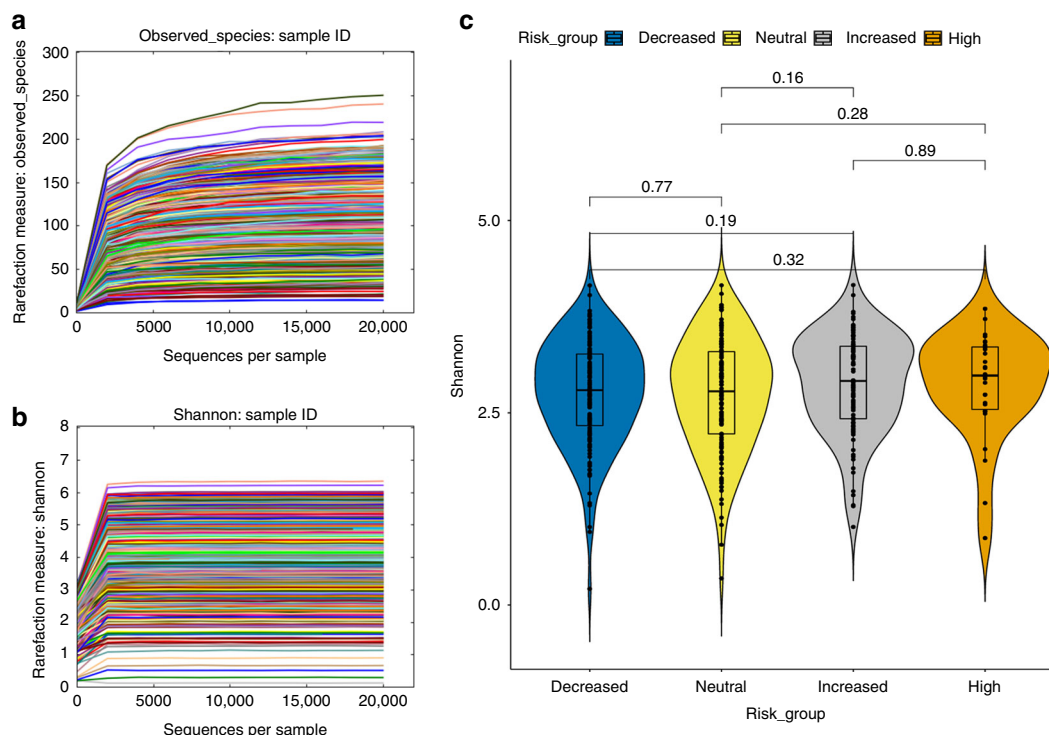 a
Observed_species: sample ID
Rarefaction measure: observed_species
300
250
200
150
100
50
0
0 5000 10,000 15,000 20,000
Sequences per sample
b
Shannon: sample ID
Rarefaction measure: shannon
8
7
6
5
4
3
2
1
0
0 5000 10,000 15,000 20,000
Sequences per sample
c
Risk_group Decreased Neutral Increased High
0.16
0.28
0.89
0.77
0.19
0.32
Shannon
5.0
2.5
0.0
Decreased Neutral Increased High
Risk_group